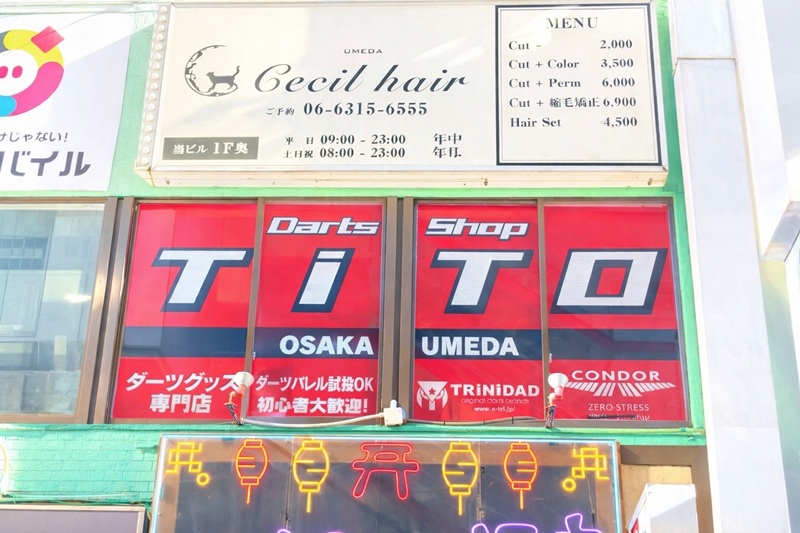 UMEDA
Cecil hair
ご予約 06-6315-6555
当ビル 1F奥
平 日 09:00 - 23:00
土日祝 08:00 - 23:00
年中
MENU
Cut - 2,000
Cut + Color 3,500
Cut + Perm 6,000
Cut + 縮毛矯正 6,900
Hair Set 4,500
じゃない!
バイル
Darts Shop
TiTO
OSAKA UMEDA
ダーツグッズ
専門店
ダーツバレル試投OK
初心者大歓迎!
TRiNiDAD
original darts brands
CONDOR
ZERO-STRESS